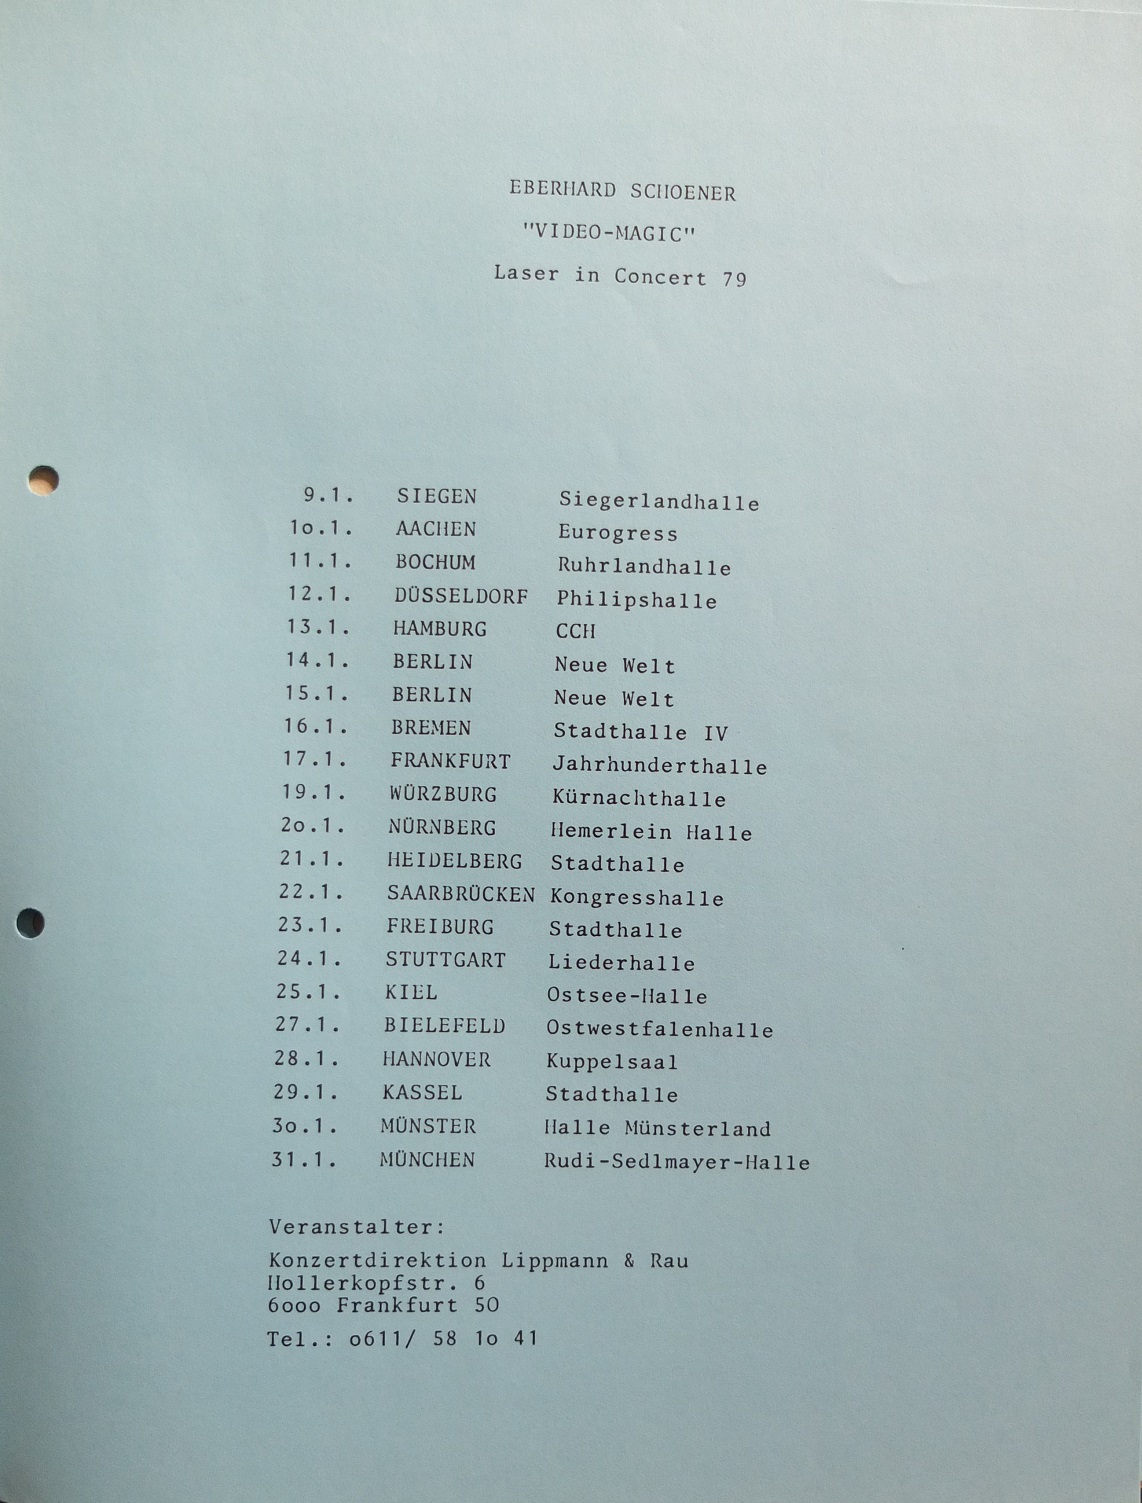 EBERHARD SCHOENER
"VIDEO-MAGIC"
Laser in Concert 79
9.1. SIEGEN Siegerlandhalle
1o.1. AACHEN Eurogress
11.1. BOCHUM Ruhrlandhalle
12.1. DÜSSELDORF Philipshalle
13.1. HAMBURG CCH
14.1. BERLIN Neue Welt
15.1. BERLIN Neue Welt
16.1. BREMEN Stadthalle IV
17.1. FRANKFURT Jahrhunderthalle
19.1. WÜRZBURG Kürnachthalle
2o.1. NÜRNBERG Hemerlein Halle
21.1. HEIDELBERG Stadthalle
22.1. SAARBRÜCKEN Kongresshalle
23.1. FREIBURG Stadthalle
24.1. STUTTGART Liederhalle
25.1. KIEL Ostsee-Halle
27.1. BIELEFELD Ostwestfalenhalle
28.1. HANNOVER Kuppelsaal
29.1. KASSEL Stadthalle
3o.1. MÜNSTER Halle Münsterland
31.1. MÜNCHEN Rudi-Sedlmayer-Halle
Veranstalter:
Konzertdirektion Lippmann & Rau
Hollerkopfstr. 6
6ooo Frankfurt 50
Tel.: o611/ 58 1o 41